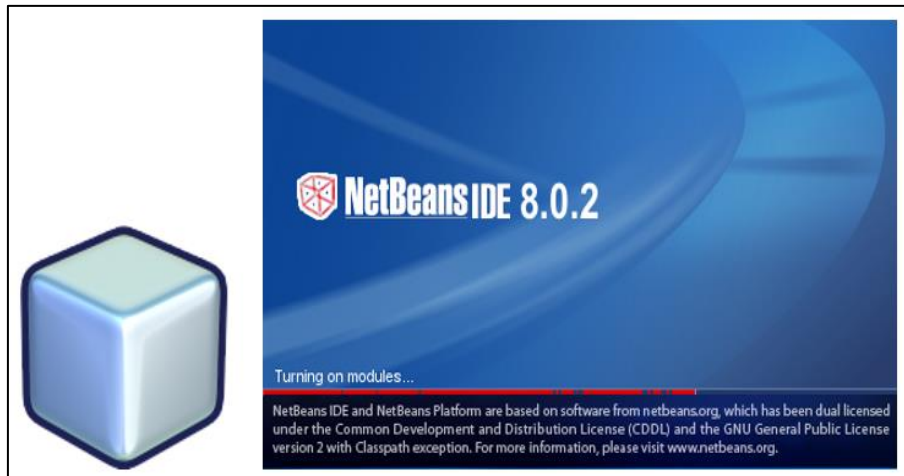 NetBeans IDE 8.0.2
Turning on modules...
NetBeans IDE and NetBeans Platform are based on software from netbeans.org, which has been dual licensed
under the Common Development and Distribution License (CDDL) and the GNU General Public License
version 2 with Classpath exception. For more information, please visit www.netbeans.org.